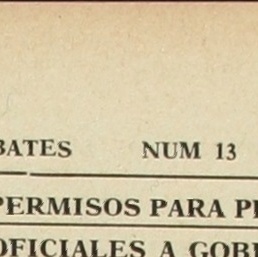 BATES NUM 13
PERMISOS PARA P
OFICIALES A GOB